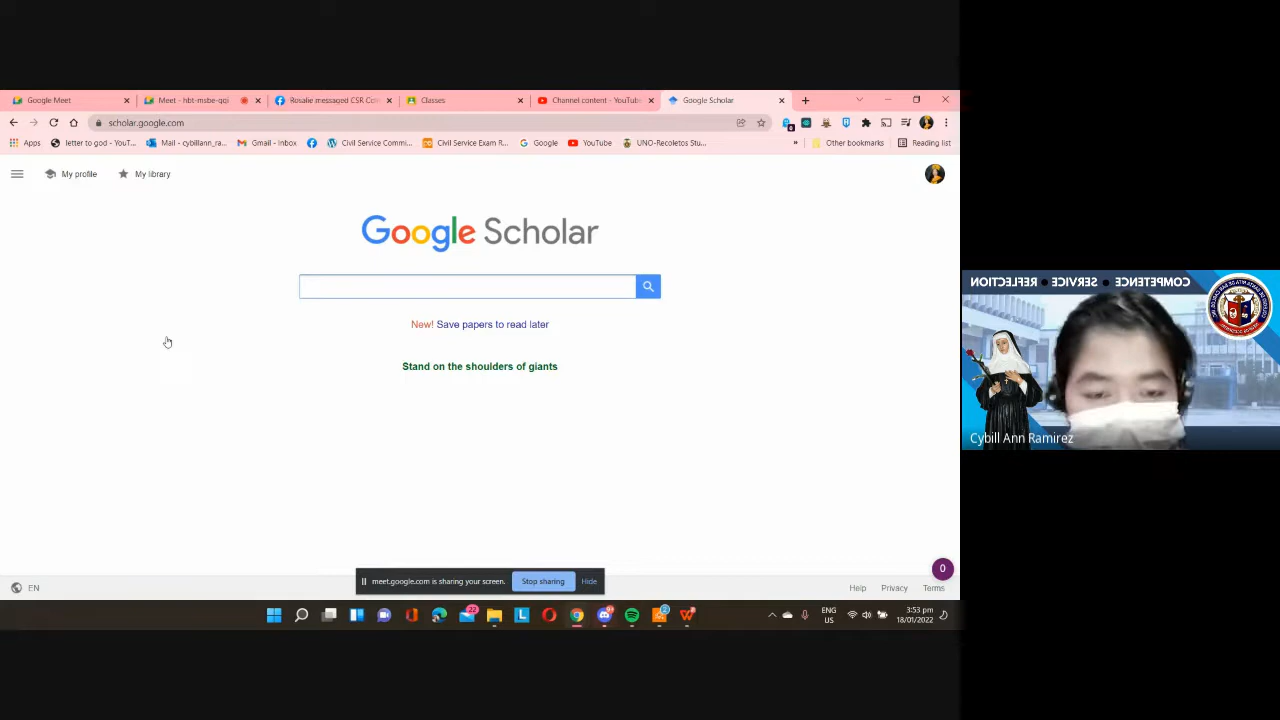 Google Meet
Meet - hbt-msbe-qqi
Rosalie messaged CSR Co
Classes
Channel content - YouTube
Google Scholar
scholar.google.com
Apps
letter to god - YouT...
Mail - cybillann_ra...
Gmail - Inbox
Civil Service Commi...
Civil Service Exam R...
Google
YouTube
UNO-Recoletos Stu...
»
Other bookmarks
Reading list
My profile
My library
Google Scholar
New! Save papers to read later
Stand on the shoulders of giants
COMPETENCE • SERVICE • REFLECTION
Cybill Ann Ramirez
0
meet.google.com is sharing your screen.
Stop sharing
Hide
EN
Help
Privacy
Terms
ENG
US
3:53 pm
18/01/2022